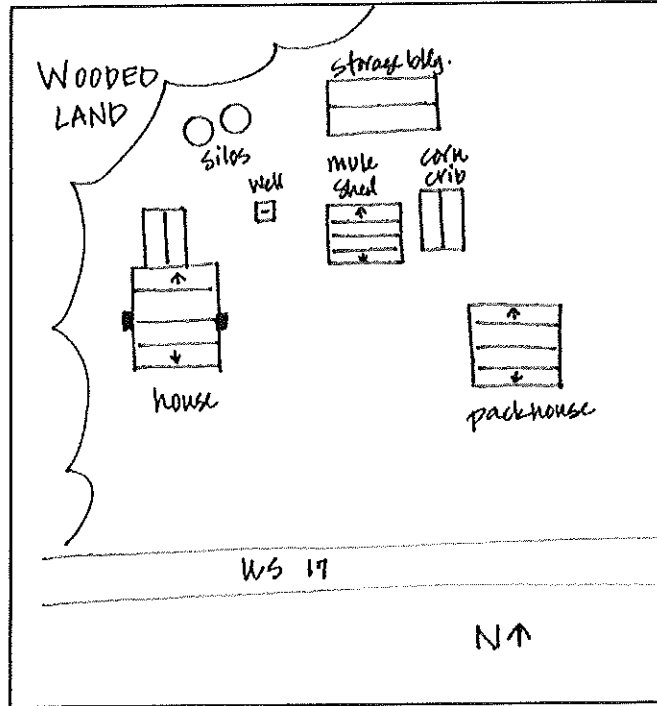 WOODED
LAND
storage bldg.
silos
well
mule
shed
corn
crib
house
packhouse
US 17
N↑